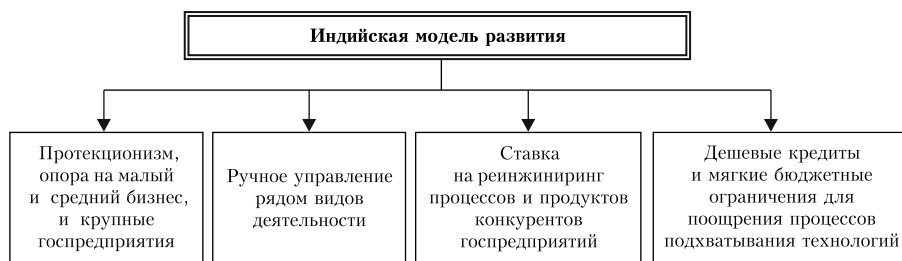 Индийская модель развития
Протекционизм,
опора на малый
и средний бизнес,
и крупные
госпредприятия
Ручное управление
рядом видов
деятельности
Ставка
на реинжиниринг
процессов и продуктов
конкурентов
госпредприятий
Дешевые кредиты
и мягкие бюджетные
ограничения для
поощрения процессов
подхватывания технологий